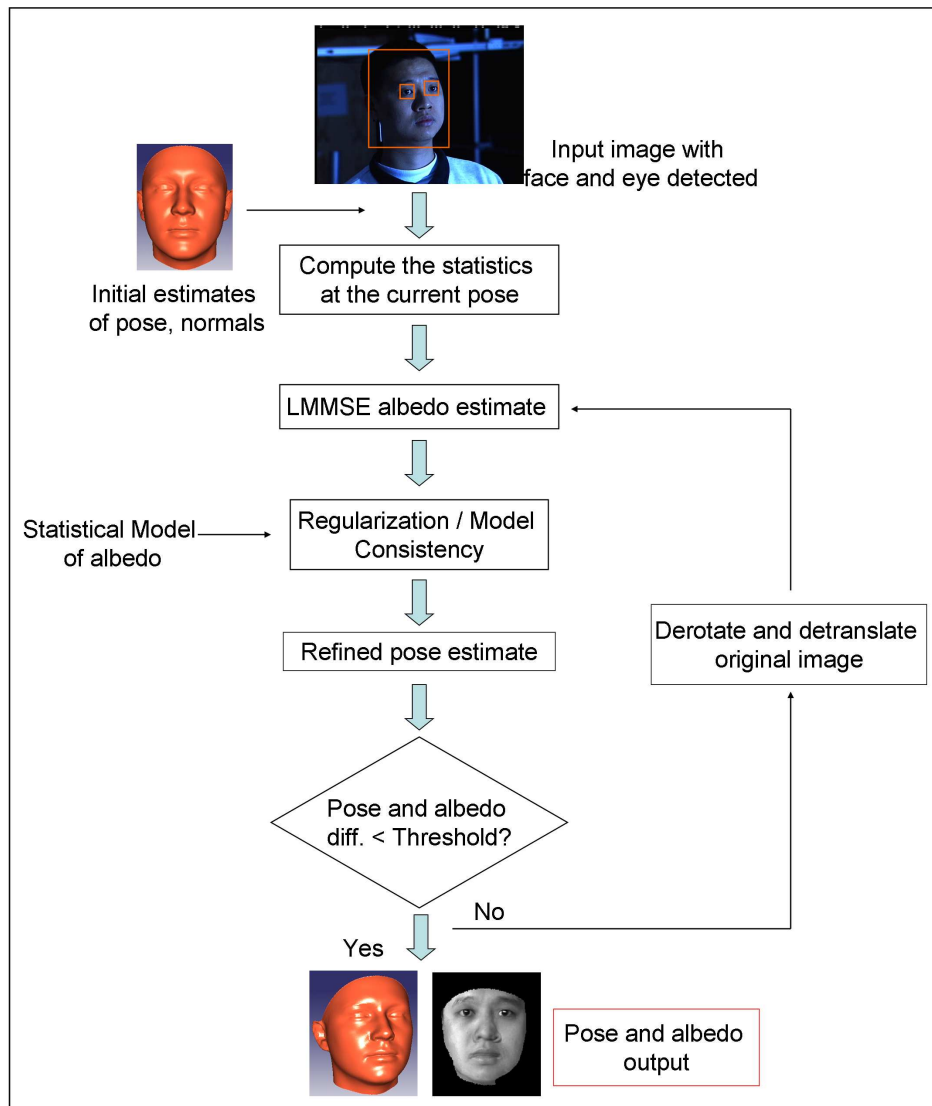 Input image with
face and eye detected
Initial estimates
of pose, normals
Compute the statistics
at the current pose
LMMSE albedo estimate
Statistical Model
of albedo
Regularization / Model
Consistency
Refined pose estimate
Derotate and detranslate
original image
Pose and albedo
diff. < Threshold?
No
Yes
Pose and albedo
output